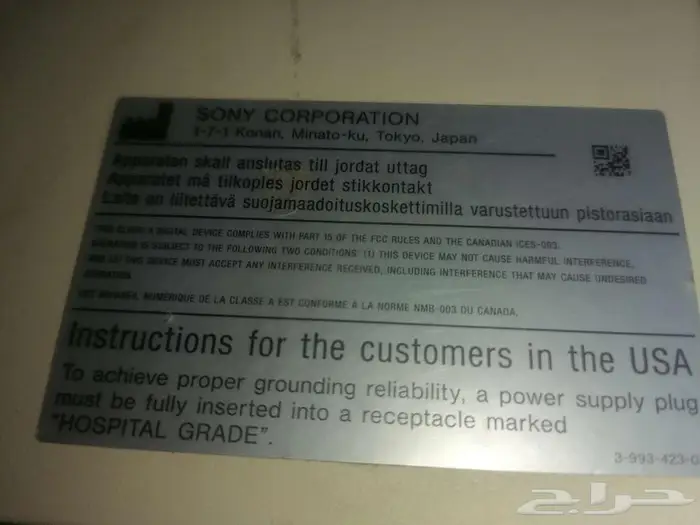 SONY CORPORATION
1-7-1 Konan, Minato-ku, Tokyo, Japan
Apparaten skall anslutas till jordat uttag
Apparatet må tilkoples jordet stikkontakt
Laite on liitettävä suojamaadoituskoskettimilla varustettuun pistorasiaan
THIS CLASS A DIGITAL DEVICE COMPLIES WITH PART 15 OF THE FCC RULES AND THE CANADIAN ICES-003.
OPERATION IS SUBJECT TO THE FOLLOWING TWO CONDITIONS: (1) THIS DEVICE MAY NOT CAUSE HARMFUL INTERFERENCE,
AND (2) THIS DEVICE MUST ACCEPT ANY INTERFERENCE RECEIVED, INCLUDING INTERFERENCE THAT MAY CAUSE UNDESIRED
OPERATION.
CET APPAREIL NUMÉRIQUE DE LA CLASSE A EST CONFORME À LA NORME NMB-003 DU CANADA.
Instructions for the customers in the USA
To achieve proper grounding reliability, a power supply plug
must be fully inserted into a receptacle marked
"HOSPITAL GRADE".
3-993-423-0
حراج